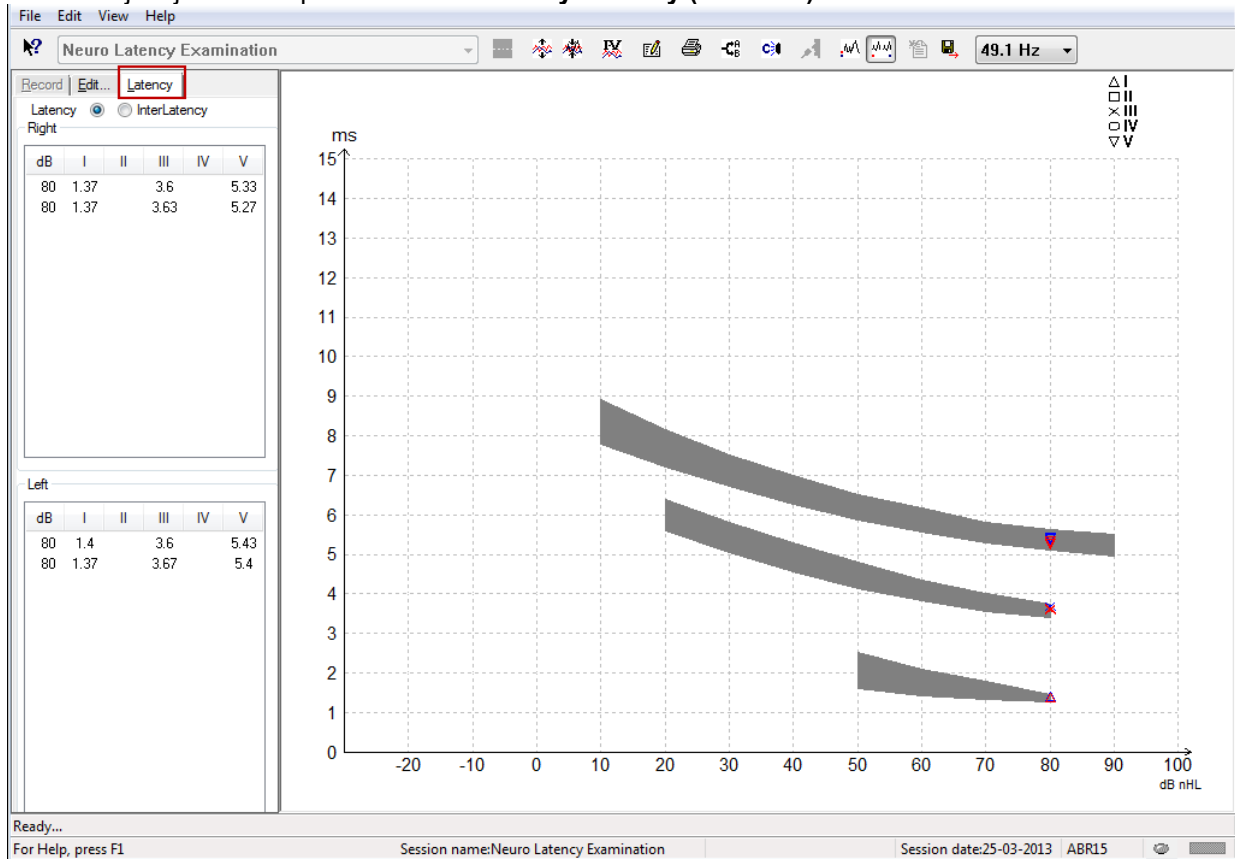 File Edit View Help
Neuro Latency Examination
49.1 Hz
Record Edit... Latency
Latency InterLatency
Right
dB I II III IV V
80 1.37 3.6 5.33
80 1.37 3.63 5.27
Left
dB I II III IV V
80 1.4 3.6 5.43
80 1.37 3.67 5.4
I
II
III
IV
V
ms
15
14
13
12
11
10
9
8
7
6
5
4
3
2
1
0
-20 -10 0 10 20 30 40 50 60 70 80 90 100
dB nHL
Ready...
For Help, press F1 Session name:Neuro Latency Examination Session date:25-03-2013 ABR15